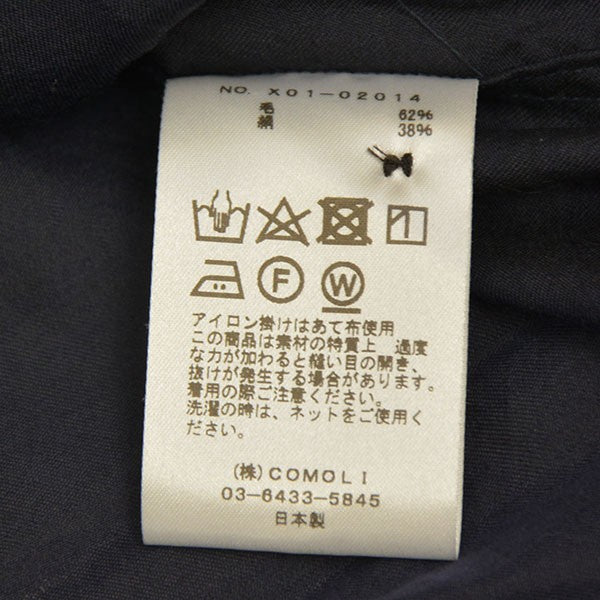 NO. X01-02014
毛 62%
絹 38%
F W
アイロン掛けはあて布使用
この商品は素材の特質上 過度
な力が加わると縫い目の開き、
抜けが発生する場合があります。
着用の際ご注意ください。
洗濯の時は、ネットをご使用く
ださい。
(株)COMOLI
03-6433-5845
日本製